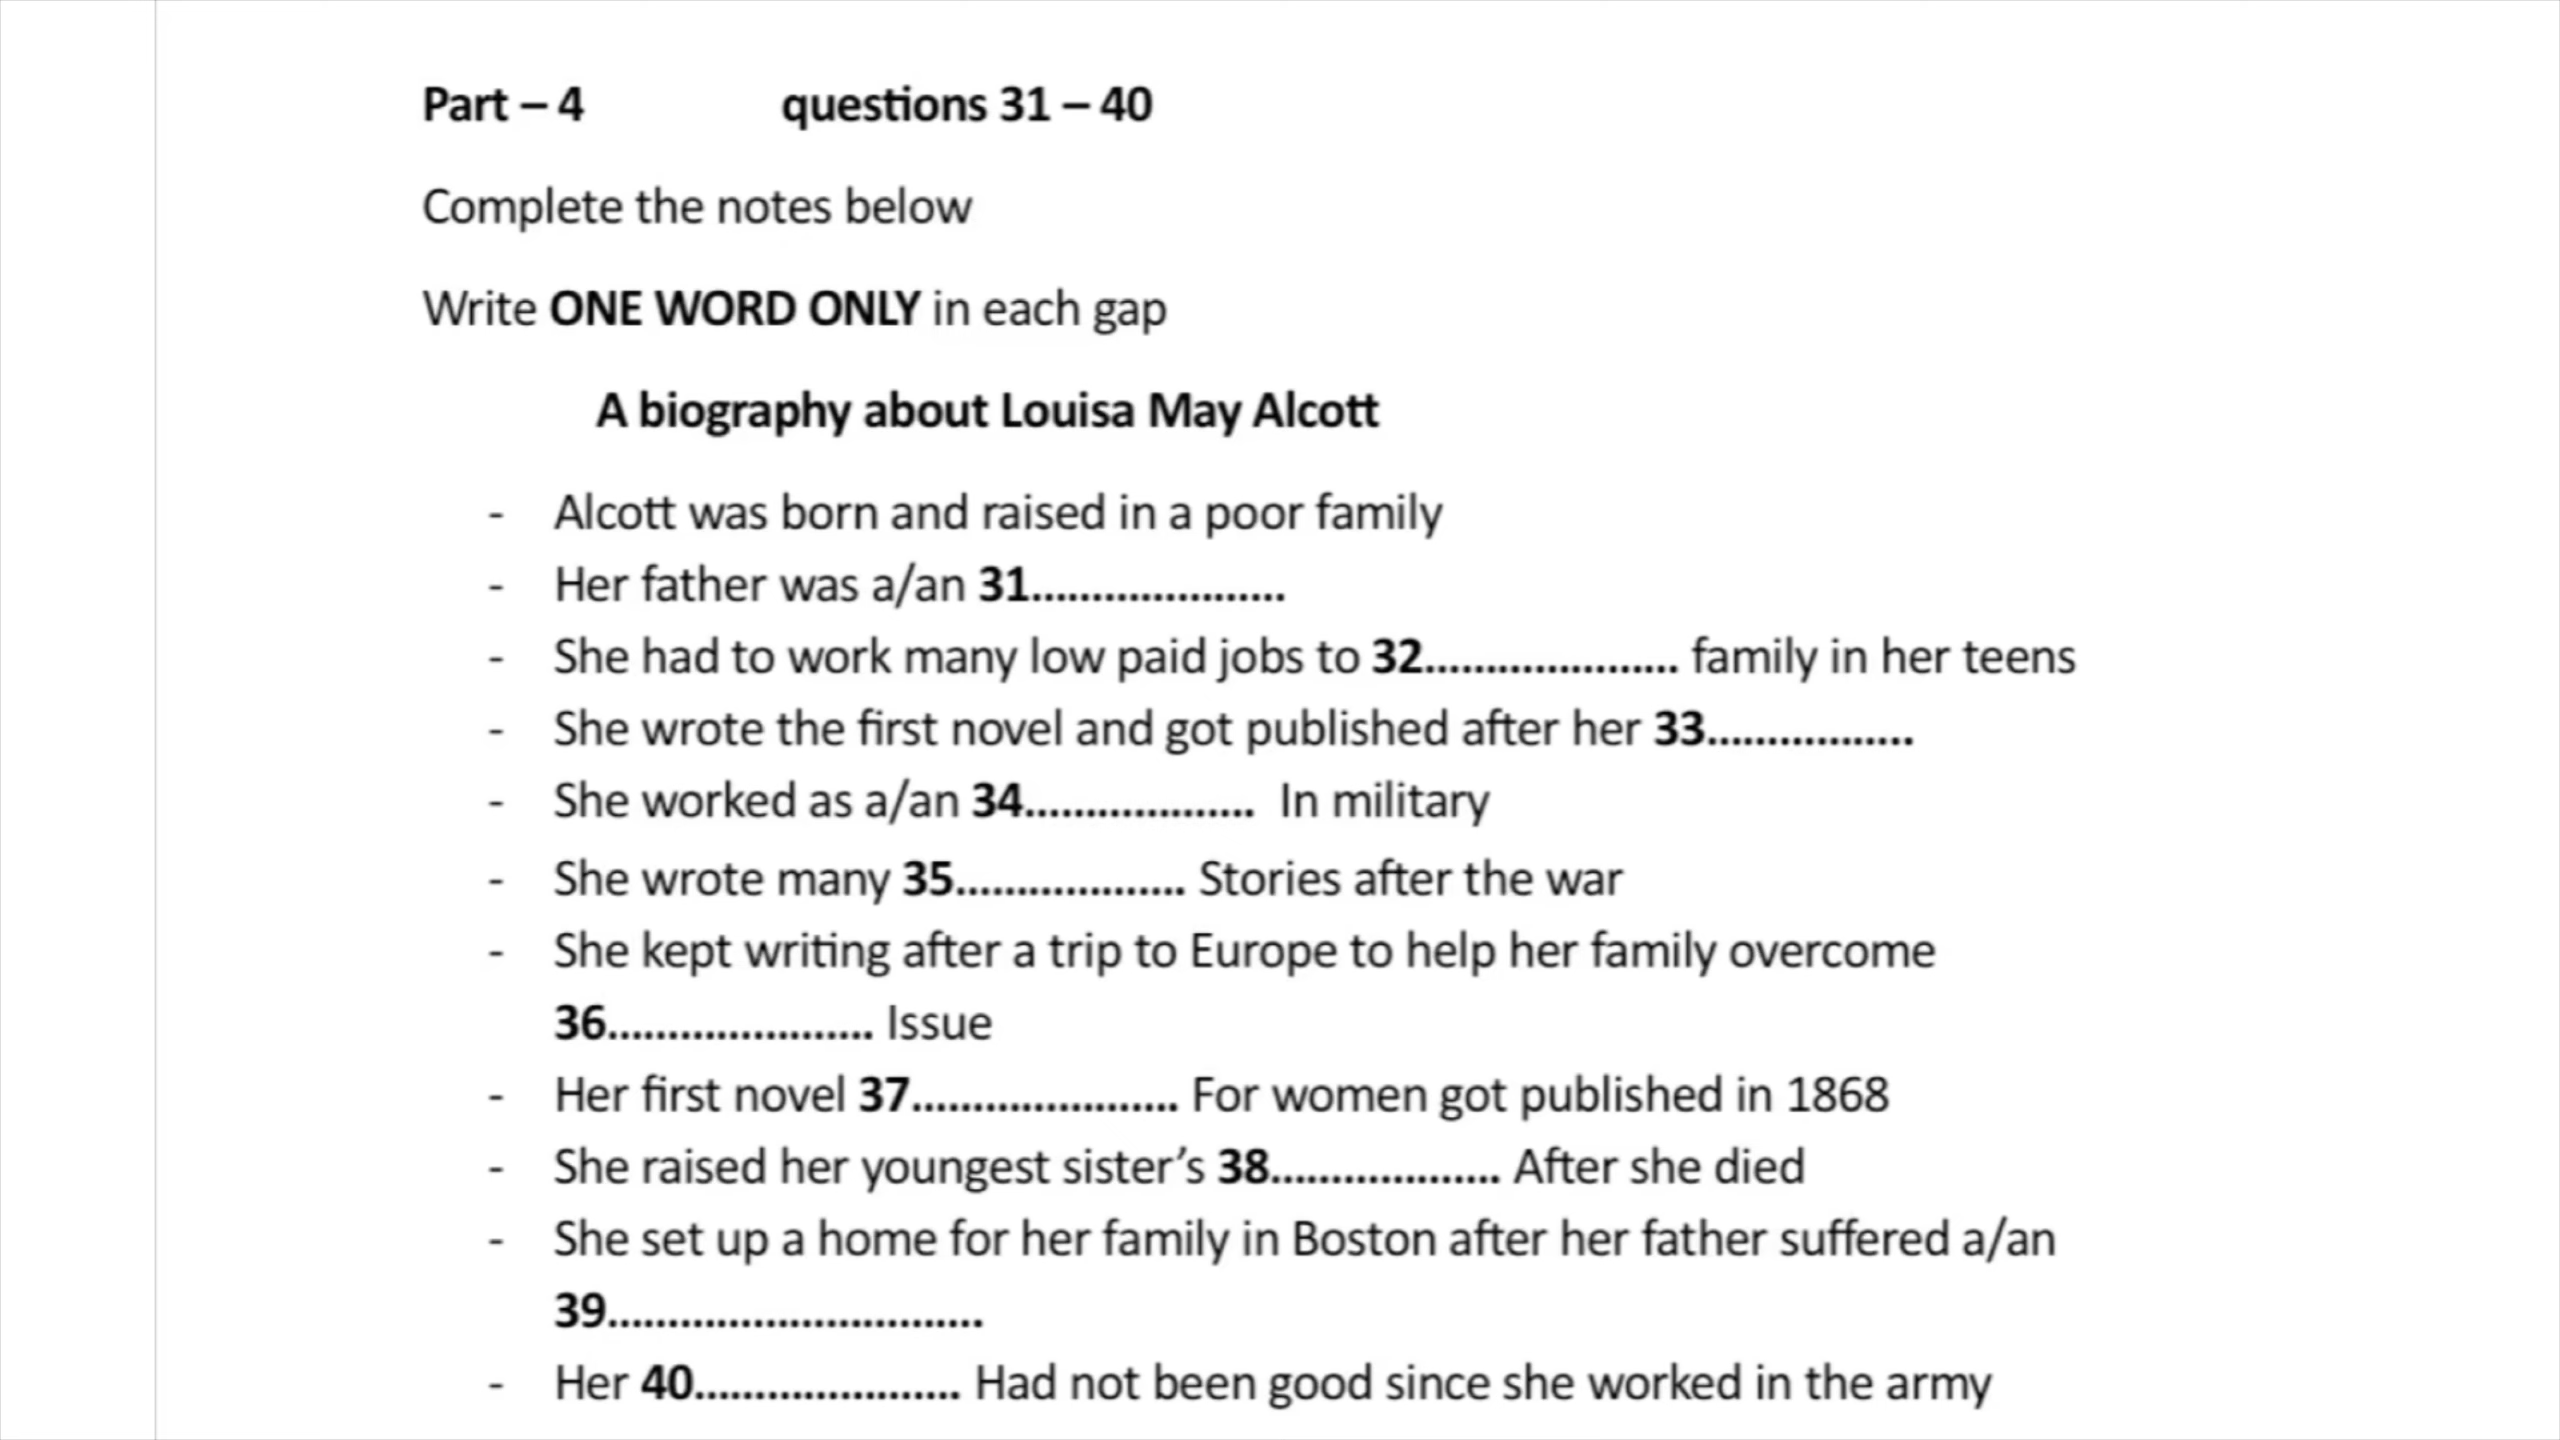 Part – 4 questions 31 – 40
Complete the notes below
Write ONE WORD ONLY in each gap
A biography about Louisa May Alcott
- Alcott was born and raised in a poor family
- Her father was a/an 31.....................
- She had to work many low paid jobs to 32..................... family in her teens
- She wrote the first novel and got published after her 33.................
- She worked as a/an 34................... In military
- She wrote many 35................... Stories after the war
- She kept writing after a trip to Europe to help her family overcome
36...................... Issue
- Her first novel 37...................... For women got published in 1868
- She raised her youngest sister’s 38................... After she died
- She set up a home for her family in Boston after her father suffered a/an
39...............................
- Her 40...................... Had not been good since she worked in the army